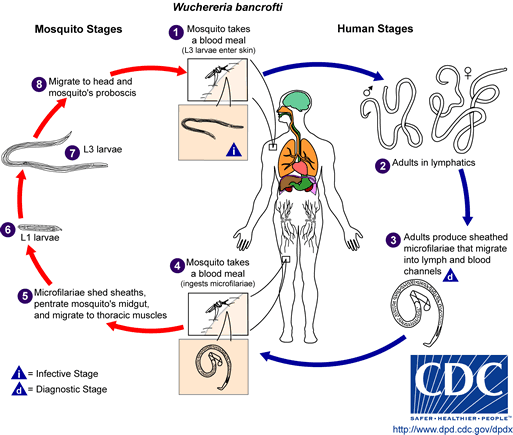 Wuchereria bancrofti
Mosquito Stages
Human Stages
1
Mosquito takes
a blood meal
(L3 larvae enter skin)
i
♂
♀
2 Adults in lymphatics
3 Adults produce sheathed
microfilariae that migrate
into lymph and blood
channels d
4 Mosquito takes
a blood meal
(ingests microfilariae)
5 Microfilariae shed sheaths,
pentrate mosquito's midgut,
and migrate to thoracic muscles
6
L1 larvae
7 L3 larvae
8 Migrate to head and
mosquito's proboscis
i = Infective Stage
d = Diagnostic Stage
CDC
SAFER·HEALTHIER·PEOPLE™
http://www.dpd.cdc.gov/dpdx